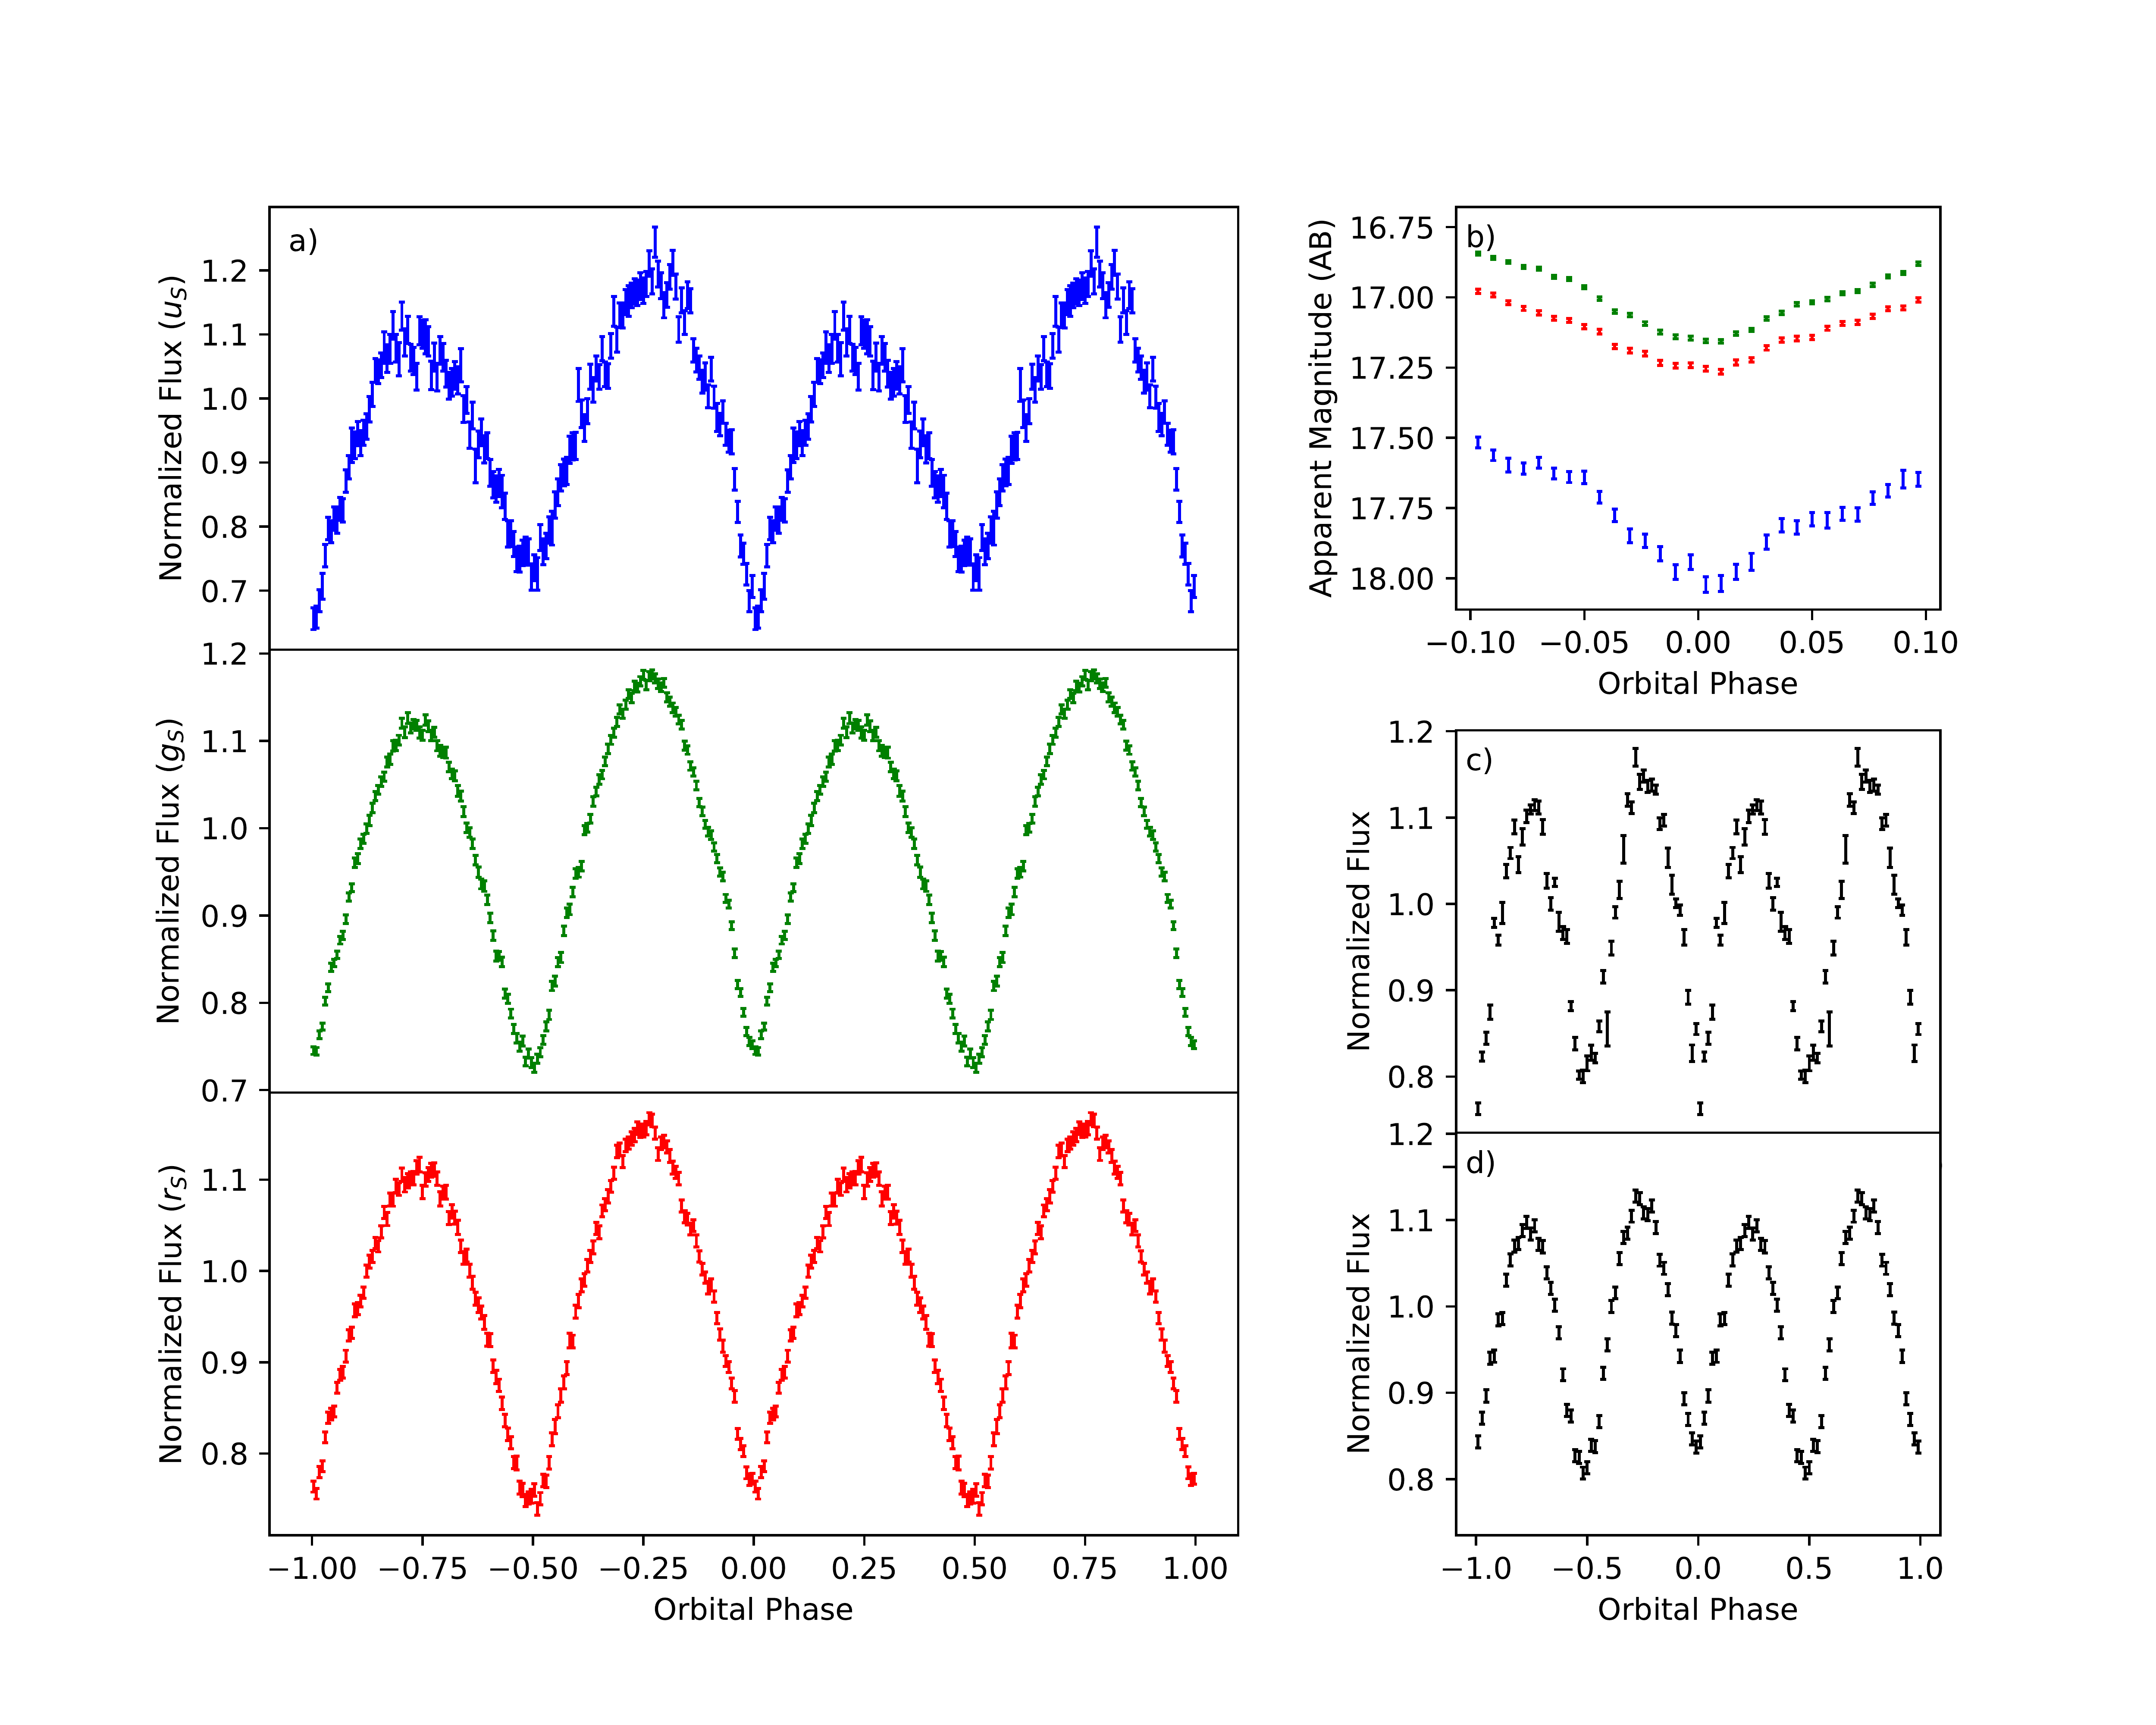 a)
Normalized Flux (uS)
1.2
1.1
1.0
0.9
0.8
0.7
Normalized Flux (gS)
1.2
1.1
1.0
0.9
0.8
0.7
Normalized Flux (rS)
1.1
1.0
0.9
0.8
−1.00 −0.75 −0.50 −0.25 0.00 0.25 0.50 0.75 1.00
Orbital Phase
b)
Apparent Magnitude (AB)
16.75
17.00
17.25
17.50
17.75
18.00
−0.10 −0.05 0.00 0.05 0.10
Orbital Phase
c)
Normalized Flux
1.2
1.1
1.0
0.9
0.8
d)
Normalized Flux
1.2
1.1
1.0
0.9
0.8
−1.0 −0.5 0.0 0.5 1.0
Orbital Phase